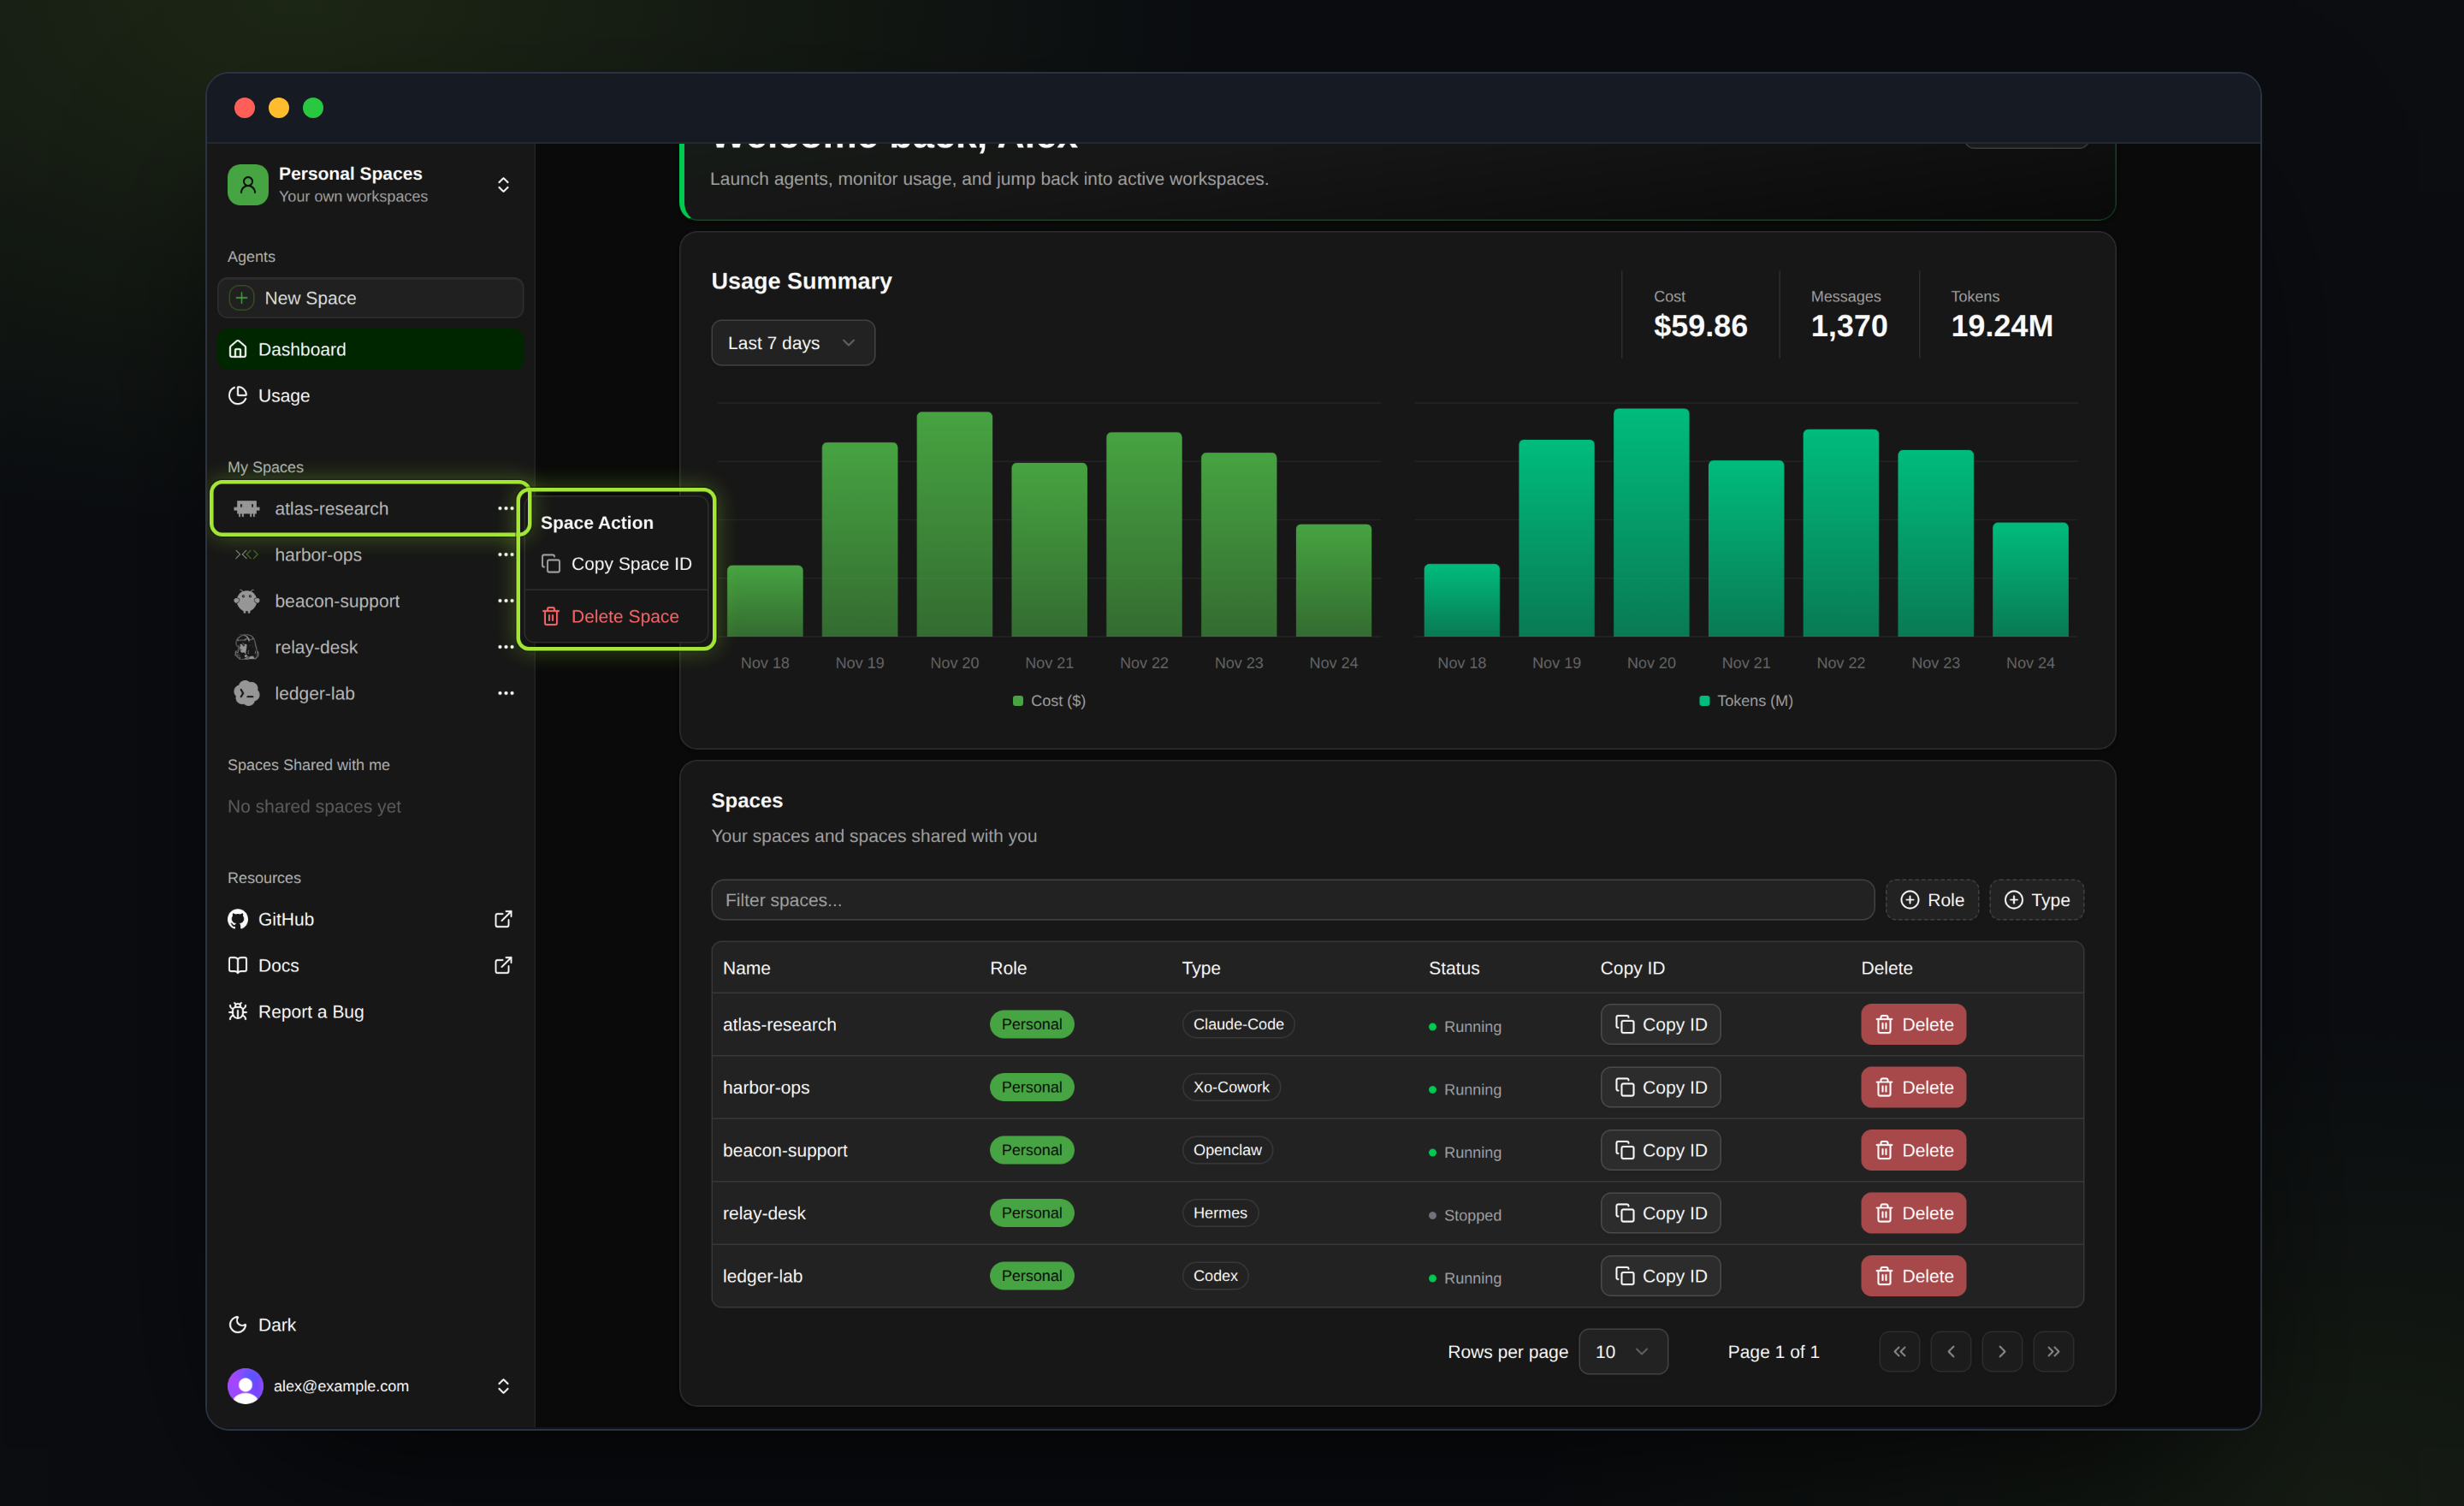 Personal Spaces
Your own workspaces
Agents
New Space
Dashboard
Usage
My Spaces
atlas-research
harbor-ops
beacon-support
relay-desk
ledger-lab
Spaces Shared with me
No shared spaces yet
Resources
GitHub
Docs
Report a Bug
Dark
alex@example.com
Space Action
Copy Space ID
Delete Space
Welcome back, Alex
Launch agents, monitor usage, and jump back into active workspaces.
Usage Summary
Last 7 days
Cost Messages Tokens
$59.86 1,370 19.24M
Nov 18 Nov 19 Nov 20 Nov 21 Nov 22 Nov 23 Nov 24
Cost ($)
Nov 18 Nov 19 Nov 20 Nov 21 Nov 22 Nov 23 Nov 24
Tokens (M)
Spaces
Your spaces and spaces shared with you
Filter spaces... Role Type
Name Role Type Status Copy ID Delete
atlas-research Personal Claude-Code Running Copy ID Delete
harbor-ops Personal Xo-Cowork Running Copy ID Delete
beacon-support Personal Openclaw Running Copy ID Delete
relay-desk Personal Hermes Stopped Copy ID Delete
ledger-lab Personal Codex Running Copy ID Delete
Rows per page 10 Page 1 of 1